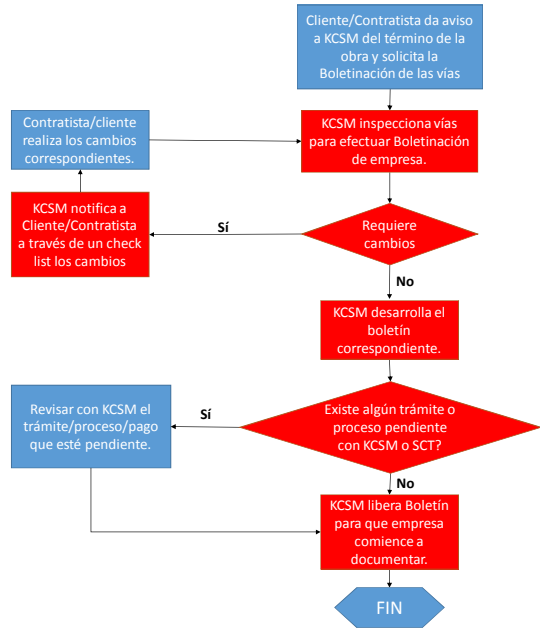 Cliente/Contratista da aviso
a KCSM del término de la
obra y solicita la
Boletinación de las vías
Contratista/cliente
realiza los cambios
correspondientes.
KCSM inspecciona vías
para efectuar Boletinación
de empresa.
KCSM notifica a
Cliente/Contratista
a través de un check
list los cambios
Sí
Requiere
cambios
No
KCSM desarrolla el
boletín
correspondiente.
Revisar con KCSM el
trámite/proceso/pago
que esté pendiente.
Sí
Existe algún trámite o
proceso pendiente
con KCSM o SCT?
No
KCSM libera Boletín
para que empresa
comience a
documentar.
FIN